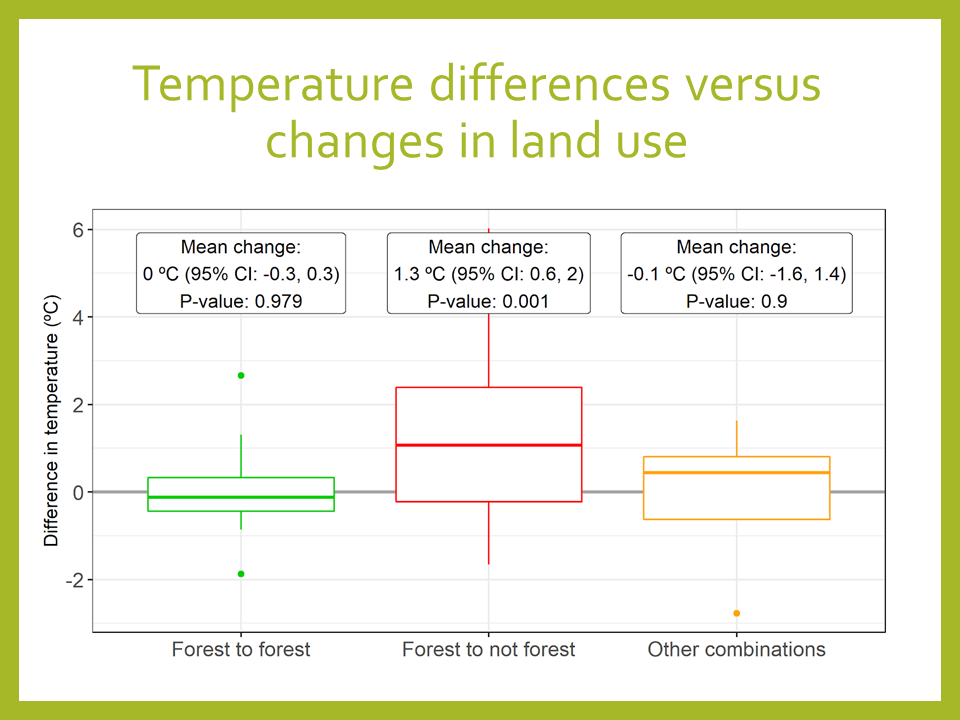 Temperature differences versus
changes in land use
Difference in temperature (ºC)
6
4
2
0
-2
Mean change:
0 ºC (95% CI: -0.3, 0.3)
P-value: 0.979
Mean change:
1.3 ºC (95% CI: 0.6, 2)
P-value: 0.001
Mean change:
-0.1 ºC (95% CI: -1.6, 1.4)
P-value: 0.9
Forest to forest
Forest to not forest
Other combinations